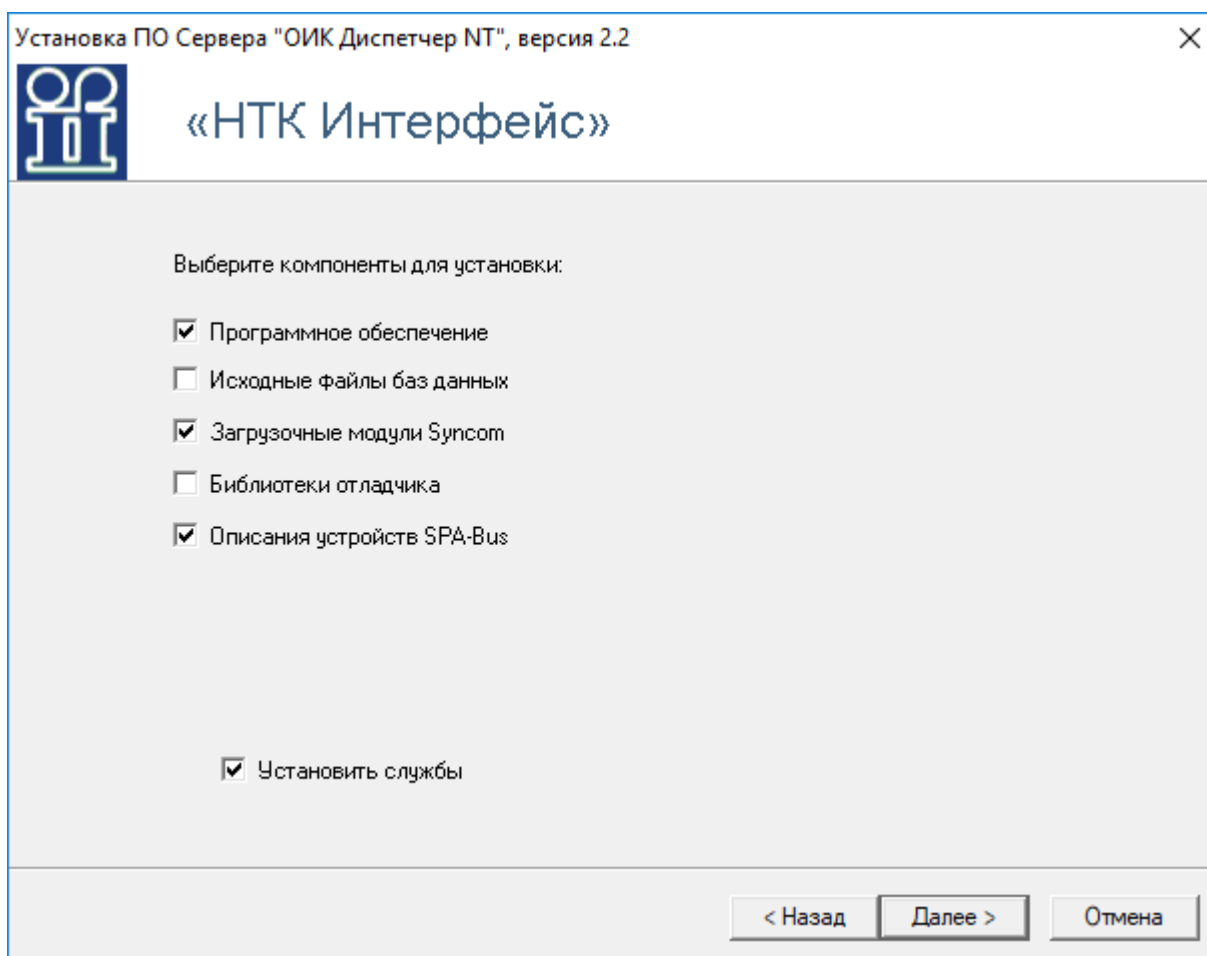 Установка ПО Сервера "ОИК Диспетчер NT", версия 2.2
«НТК Интерфейс»
Выберите компоненты для установки:
Программное обеспечение
Исходные файлы баз данных
Загрузочные модули Syncom
Библиотеки отладчика
Описания устройств SPA-Bus
Установить службы
< Назад Далее > Отмена